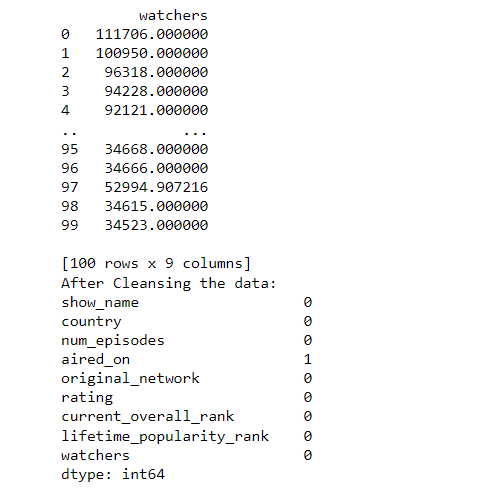 watchers
0 111706.000000
1 100950.000000
2 96318.000000
3 94228.000000
4 92121.000000
.. ...
95 34668.000000
96 34666.000000
97 52994.907216
98 34615.000000
99 34523.000000
[100 rows x 9 columns]
After Cleansing the data:
show_name 0
country 0
num_episodes 0
aired_on 1
original_network 0
rating 0
current_overall_rank 0
lifetime_popularity_rank 0
watchers 0
dtype: int64